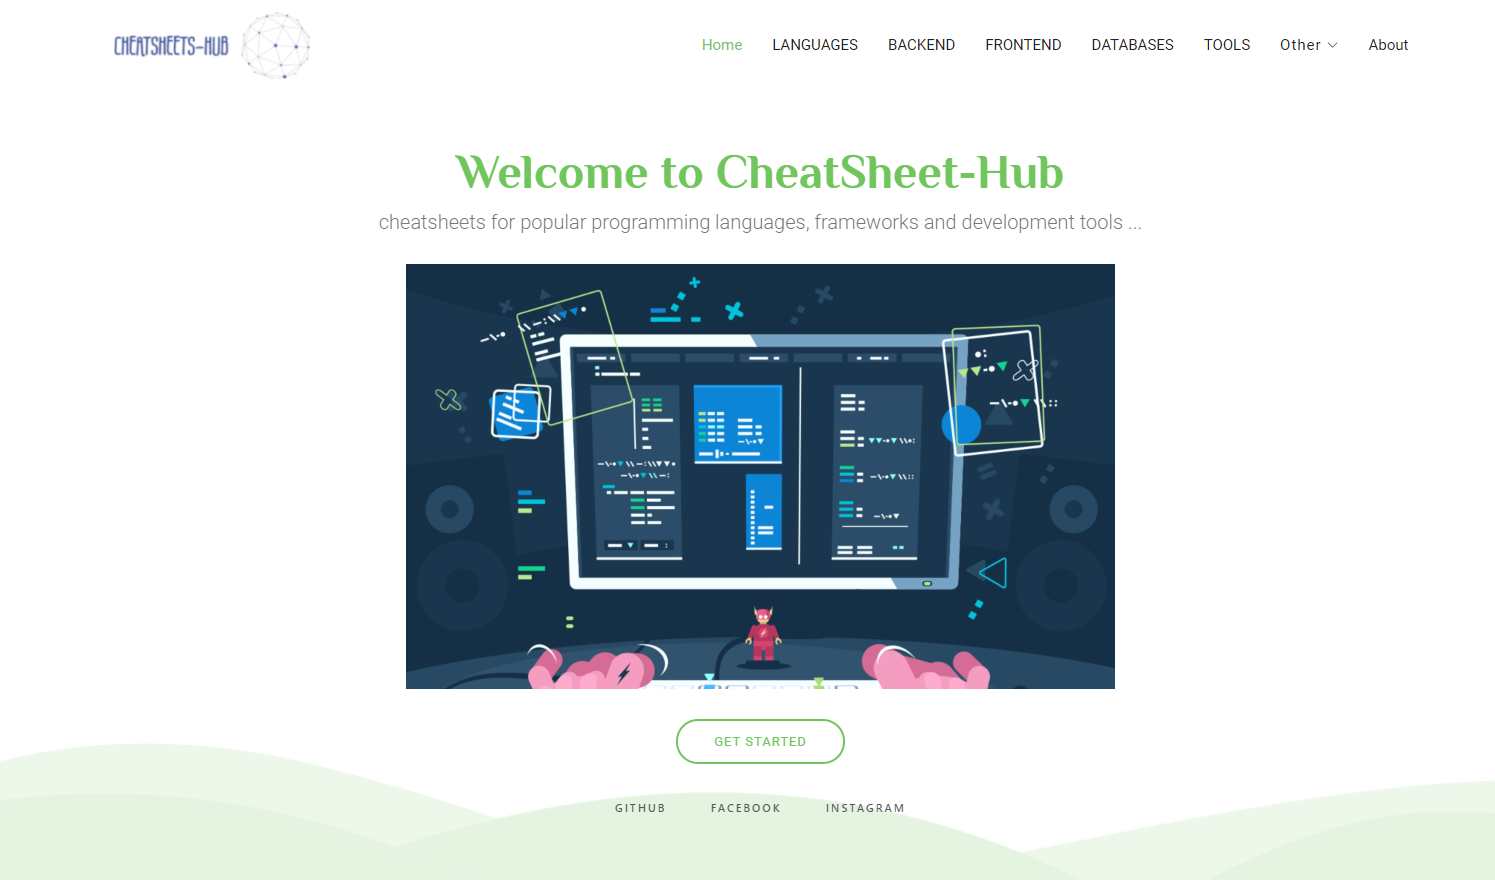 CHEATSHEETS-HUB
Home LANGUAGES BACKEND FRONTEND DATABASES TOOLS Other About
Welcome to CheatSheet-Hub
cheatsheets for popular programming languages, frameworks and development tools ...
GET STARTED
GITHUB FACEBOOK INSTAGRAM